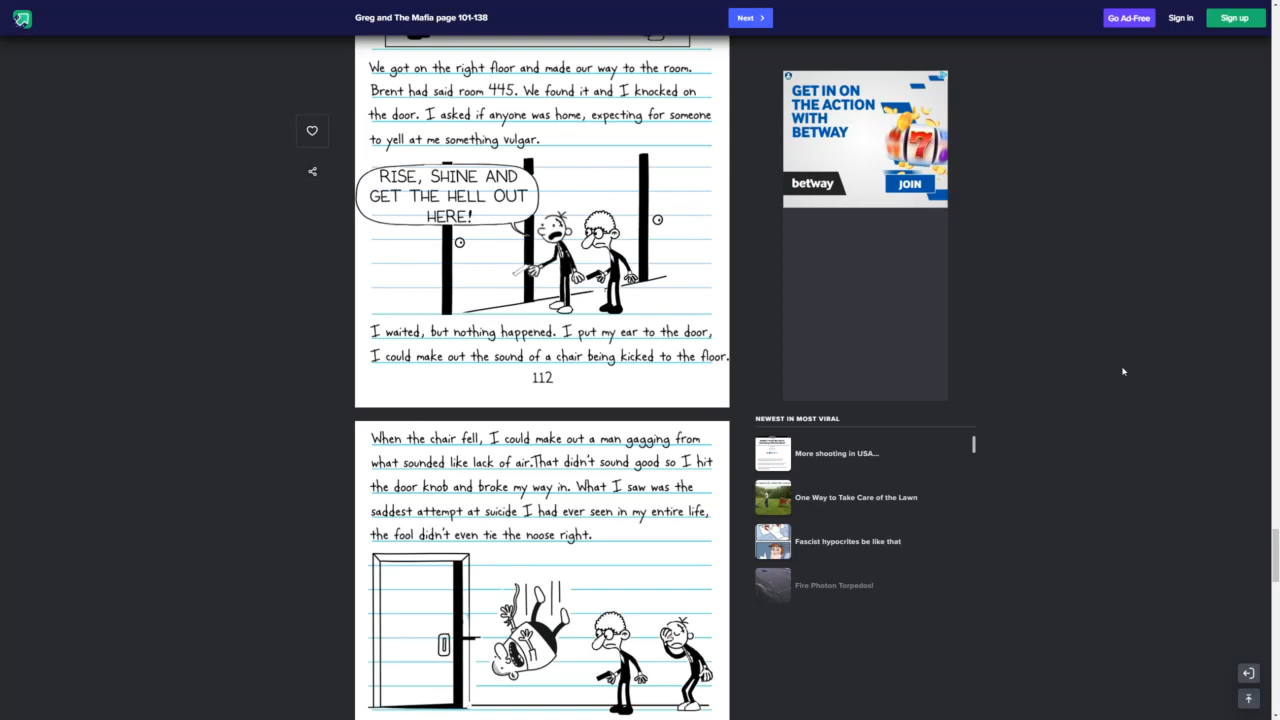 Greg and The Mafia page 101-138
Next
Go Ad-Free
Sign in
Sign up
We got on the right floor and made our way to the room.
Brent had said room 445. We found it and I knocked on
the door. I asked if anyone was home, expecting for someone
to yell at me something vulgar.
RISE, SHINE AND
GET THE HELL OUT
HERE!
I waited, but nothing happened. I put my ear to the door,
I could make out the sound of a chair being kicked to the floor.
112
When the chair fell, I could make out a man gagging from
what sounded like lack of air.That didn't sound good so I hit
the door knob and broke my way in. What I saw was the
saddest attempt at suicide I had ever seen in my entire life,
the fool didn't even tie the noose right.
GET IN ON
THE ACTION
WITH
BETWAY
7
betway
JOIN
NEWEST IN MOST VIRAL
More shooting in USA...
One Way to Take Care of the Lawn
Fascist hypocrites be like that
Fire Photon Torpedos!